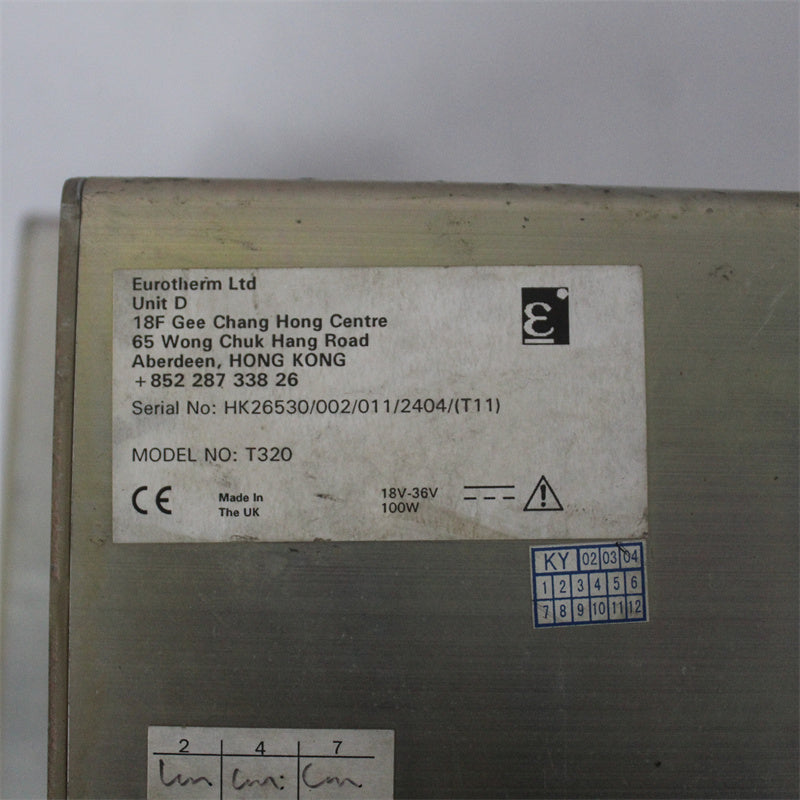 Eurotherm Ltd
Unit D
18F Gee Chang Hong Centre
65 Wong Chuk Hang Road
Aberdeen, HONG KONG
+852 287 338 26
Serial No: HK26530/002/011/2404/(T11)
MODEL NO: T320
CE
Made In
The UK
18V-36V
100W
KY 02 03 04
1 2 3 4 5 6
7 8 9 10 11 12
2 4 7